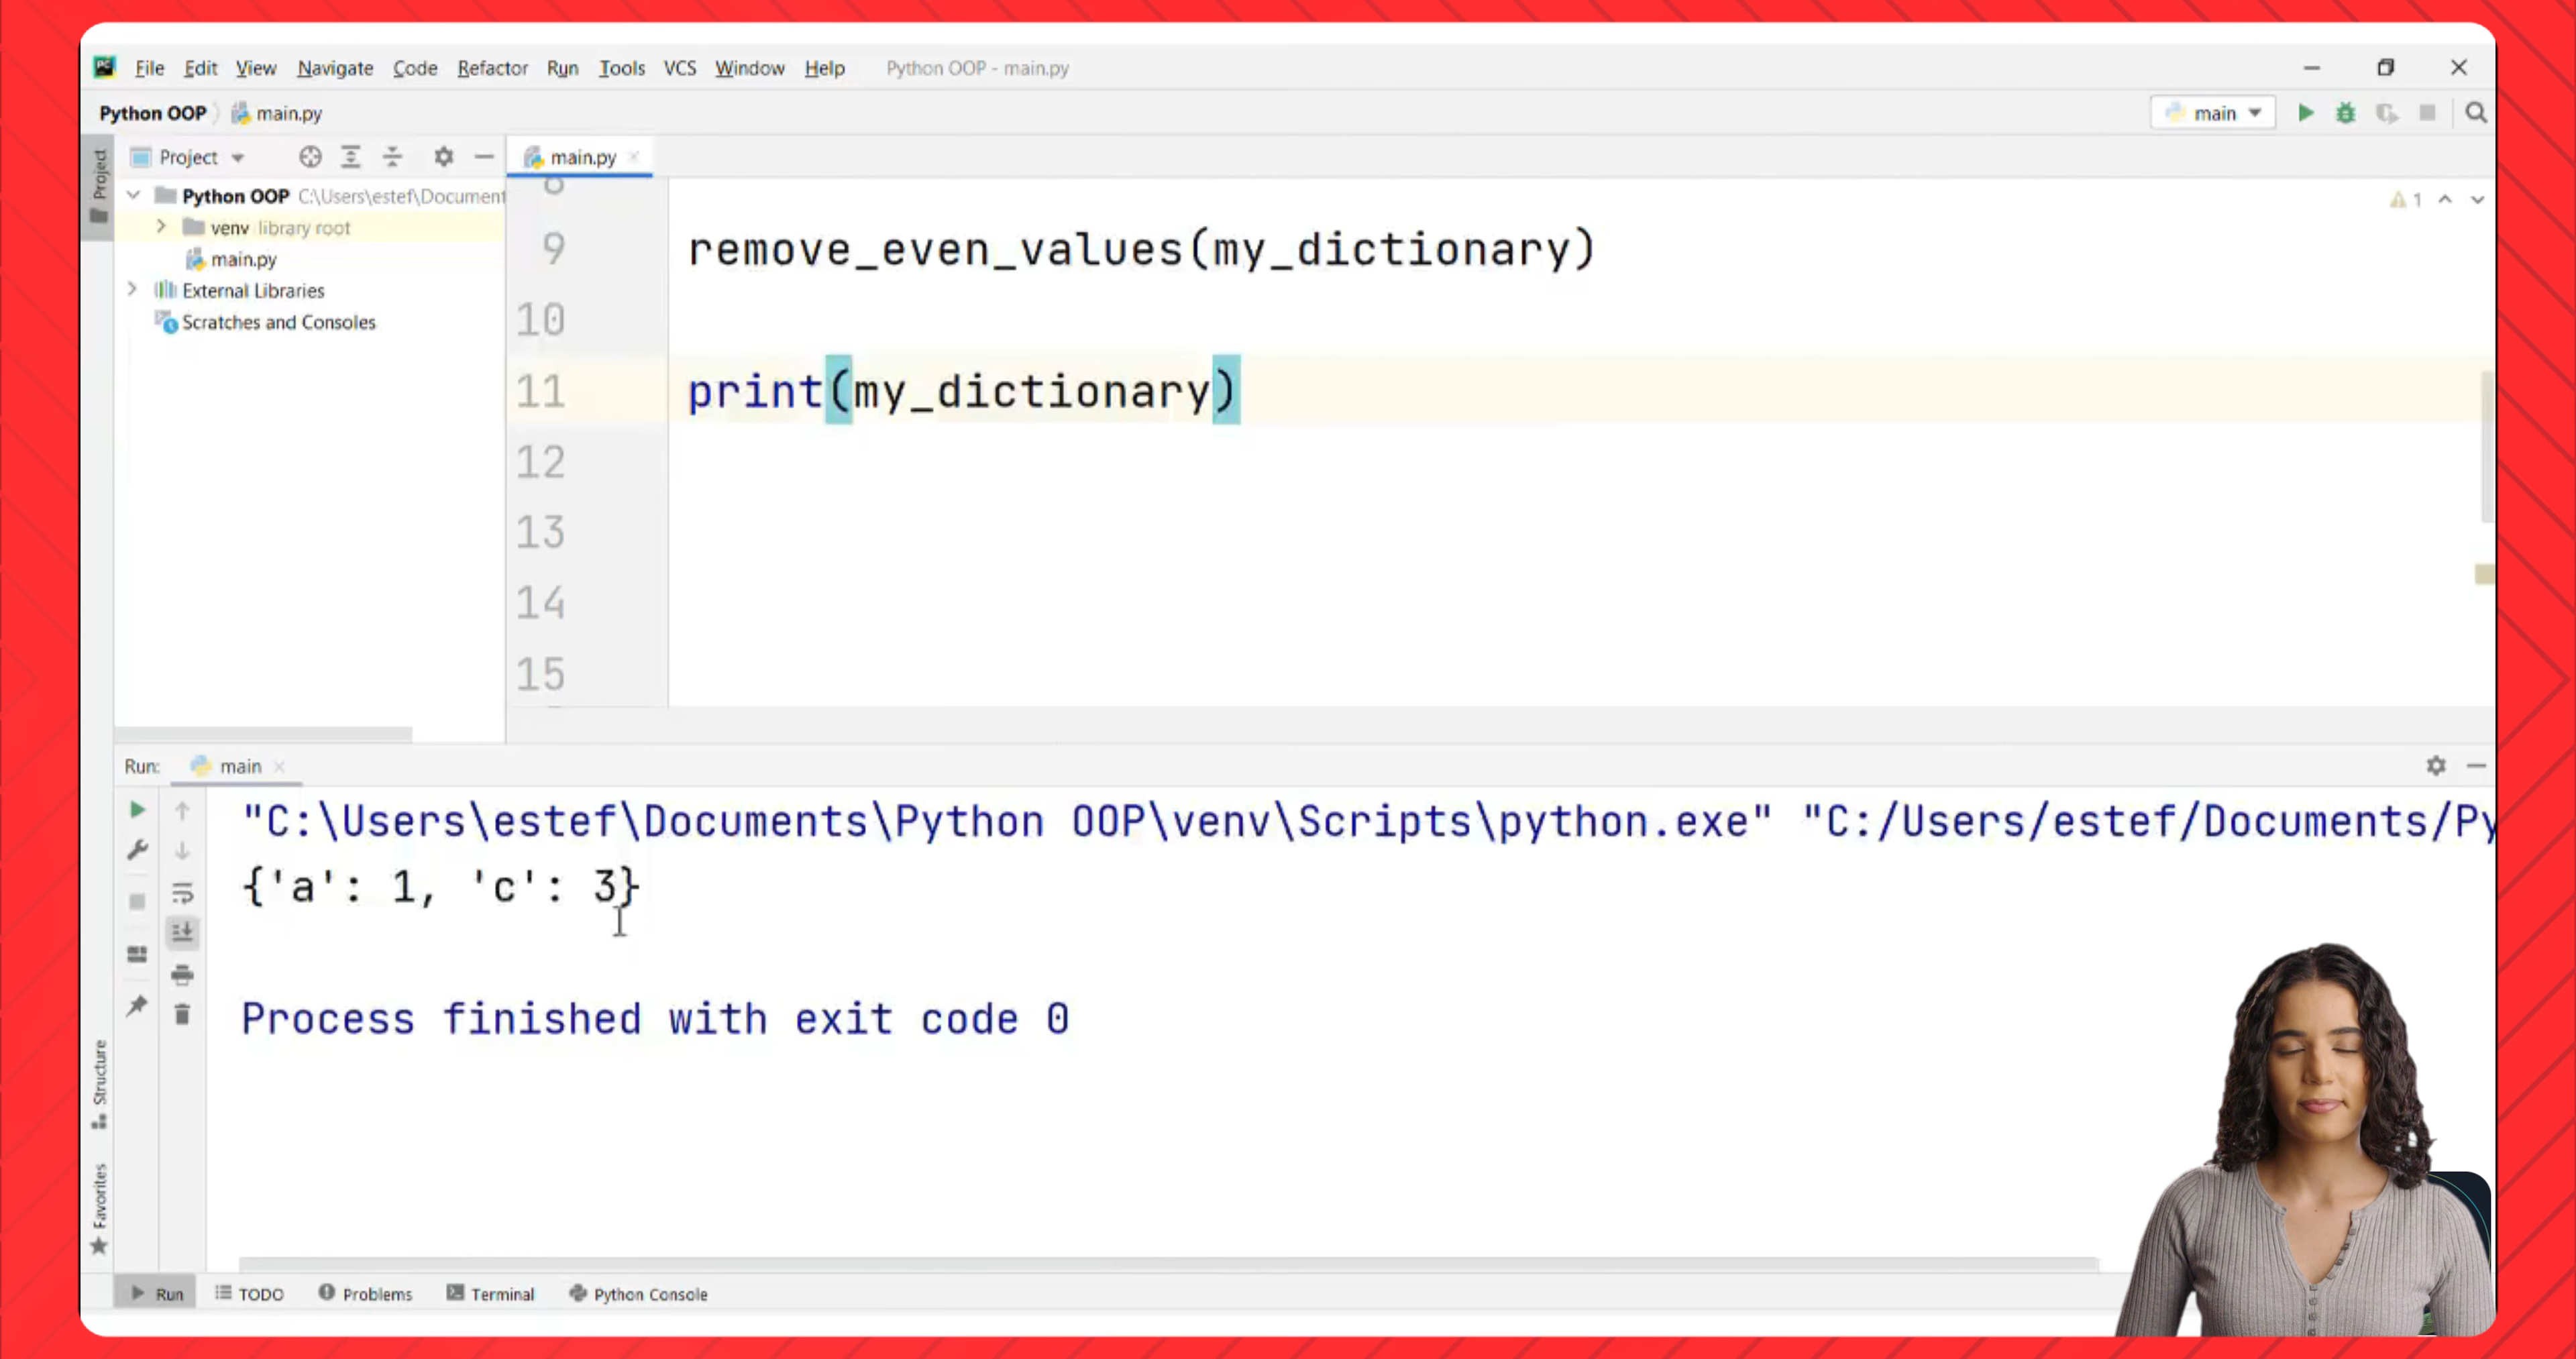 File Edit View Navigate Code Refactor Run Tools VCS Window Help Python OOP - main.py
Python OOP main.py
main
Project
Project
main.py
Python OOP C:\Users\estef\Document
venv library root
main.py
External Libraries
Scratches and Consoles
1
9 remove_even_values(my_dictionary)
10
11 print(my_dictionary)
12
13
14
15
Run: main
"C:\Users\estef\Documents\Python OOP\venv\Scripts\python.exe" "C:/Users/estef/Documents/Py
{'a': 1, 'c': 3}
Process finished with exit code 0
Structure
Favorites
Run TODO Problems Terminal Python Console